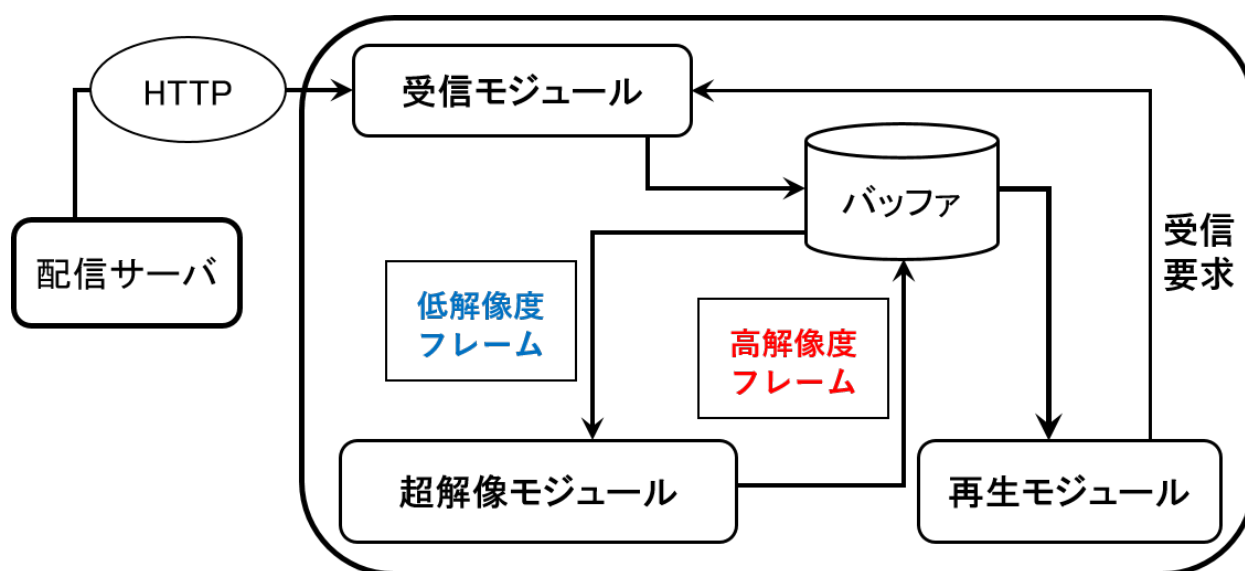 HTTP
受信モジュール
バッファ
受信
要求
配信サーバ
低解像度
フレーム
高解像度
フレーム
超解像モジュール
再生モジュール